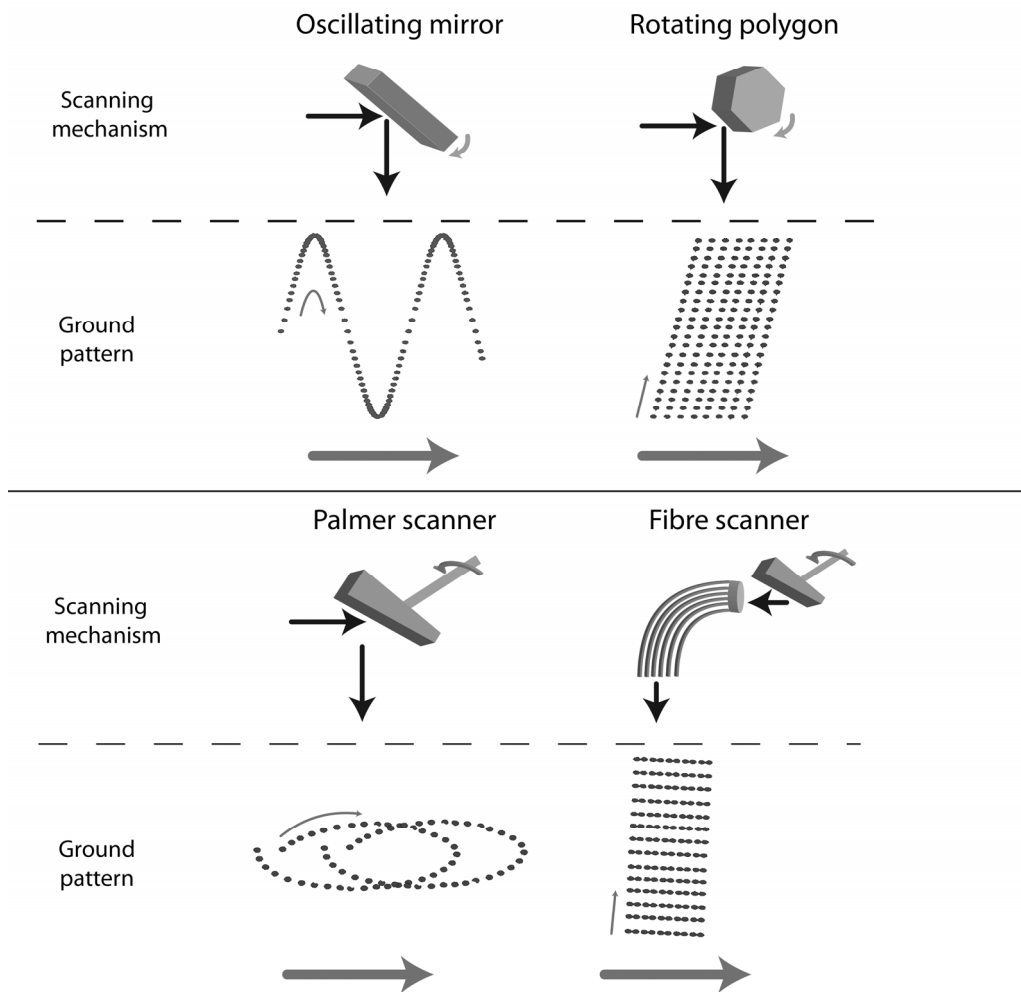 Oscillating mirror
Rotating polygon
Scanning
mechanism
Ground
pattern
Palmer scanner
Fibre scanner
Scanning
mechanism
Ground
pattern